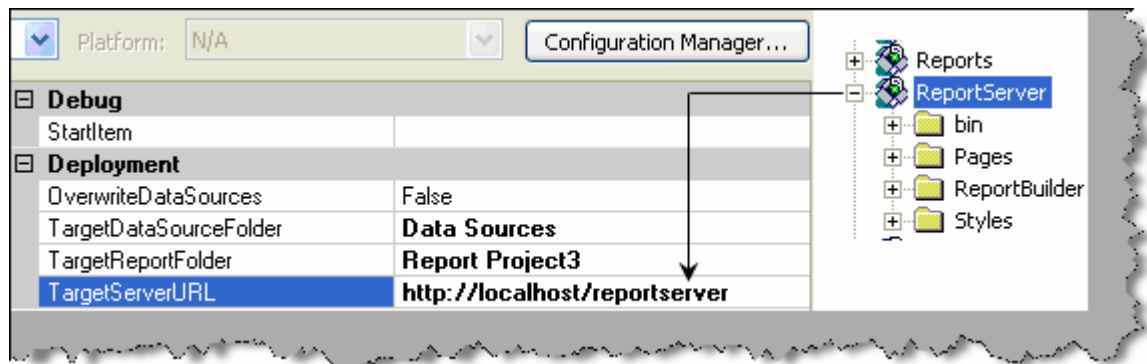 Platform: N/A Configuration Manager...
Debug
StartItem
Deployment
OverwriteDataSources False
TargetDataSourceFolder Data Sources
TargetReportFolder Report Project3
TargetServerURL http://localhost/reportserver
Reports
ReportServer
bin
Pages
ReportBuilder
Styles